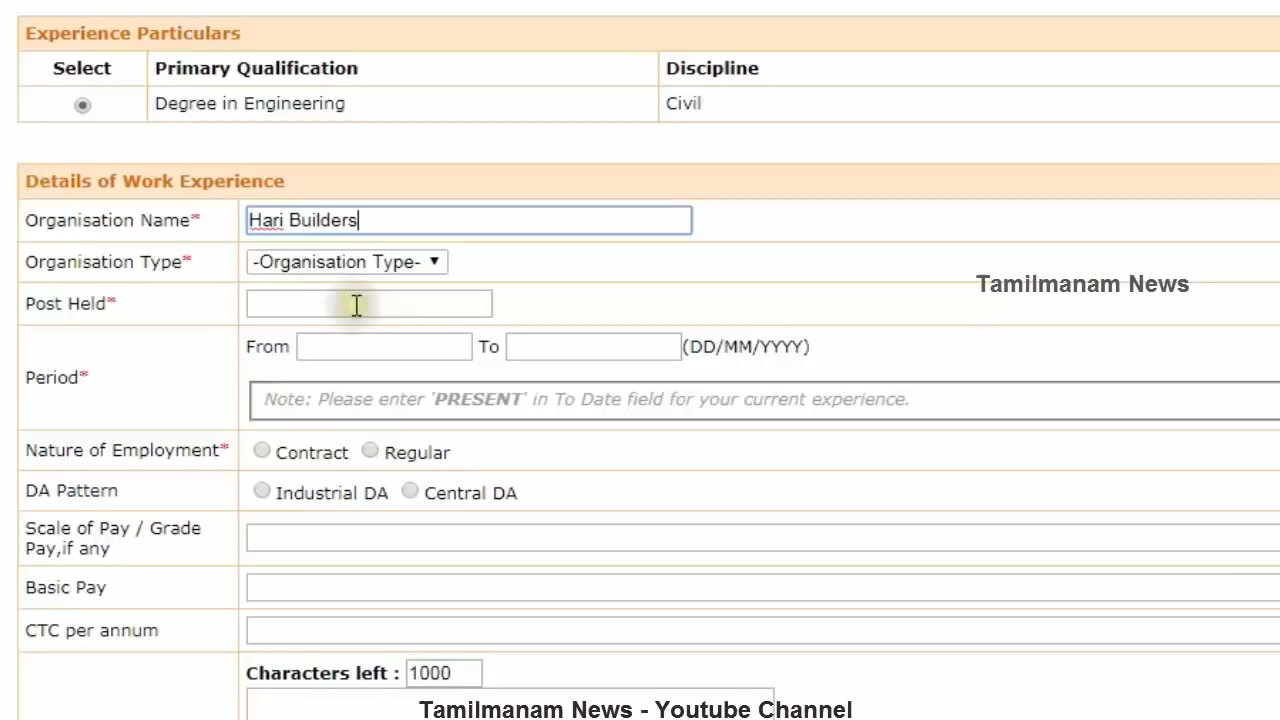 Experience Particulars
Select Primary Qualification Discipline
Degree in Engineering Civil
Details of Work Experience
Organisation Name* Hari Builders
Organisation Type* -Organisation Type-
Tamilmanam News
Post Held*
From To (DD/MM/YYYY)
Period*
Note: Please enter 'PRESENT' in To Date field for your current experience.
Nature of Employment* Contract Regular
DA Pattern Industrial DA Central DA
Scale of Pay / Grade
Pay,if any
Basic Pay
CTC per annum
Characters left : 1000
Tamilmanam News - Youtube Channel